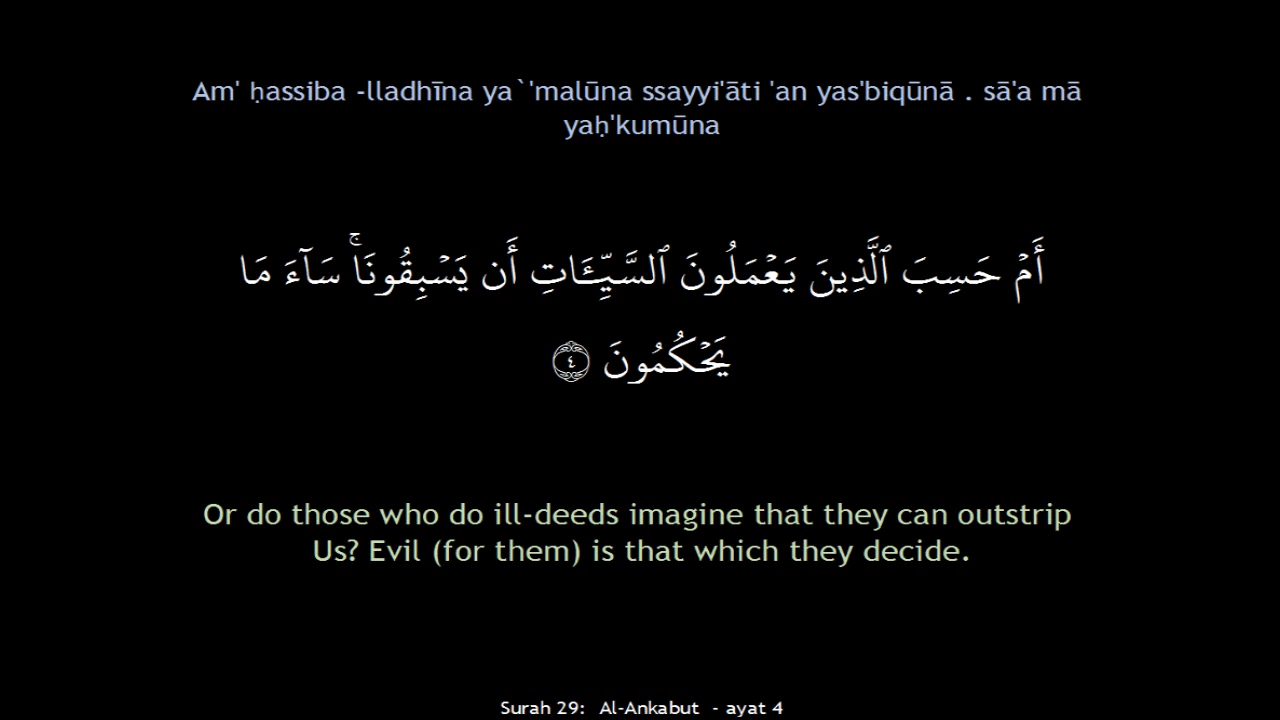 Am' ḥassiba -lladhīna ya`'malūna ssayyi'āti 'an yas'biqūnā . sā'a mā
yaḥ'kumūna
أَمۡ حَسِبَ ٱلَّذِينَ يَعۡمَلُونَ ٱلسَّيِّـَٔاتِ أَن يَسۡبِقُونَاۚ سَآءَ مَا
يَحۡكُمُونَ ٤
Or do those who do ill-deeds imagine that they can outstrip
Us? Evil (for them) is that which they decide.
Surah 29: Al-Ankabut - ayat 4